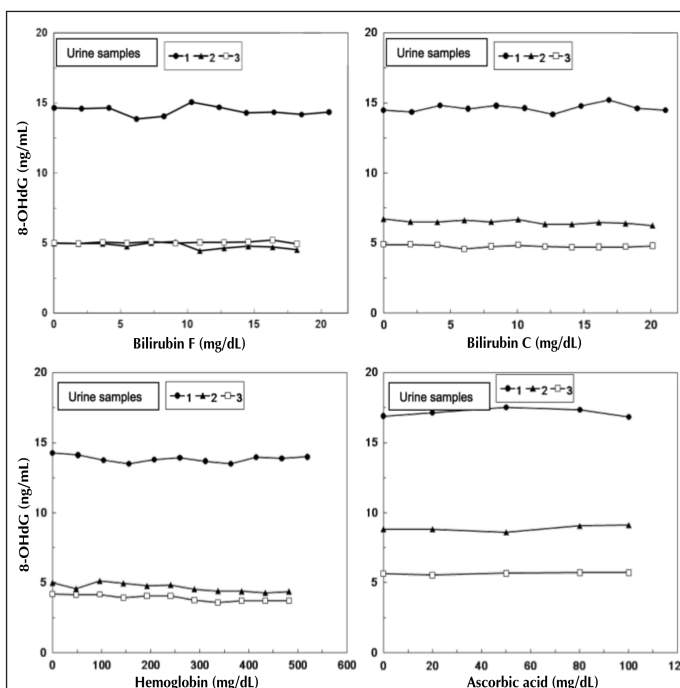 20
Urine samples
1 2 3
15
10
5
0
8-OHdG (ng/mL)
0 5 10 15 20
Bilirubin F (mg/dL)
20
Urine samples
1 2 3
15
10
5
0
0 5 10 15 20
Bilirubin C (mg/dL)
20
Urine samples
1 2 3
15
10
5
0
8-OHdG (ng/mL)
0 100 200 300 400 500 600
Hemoglobin (mg/dL)
20
Urine samples
1 2 3
15
10
5
0
0 20 40 60 80 100
Ascorbic acid (mg/dL)